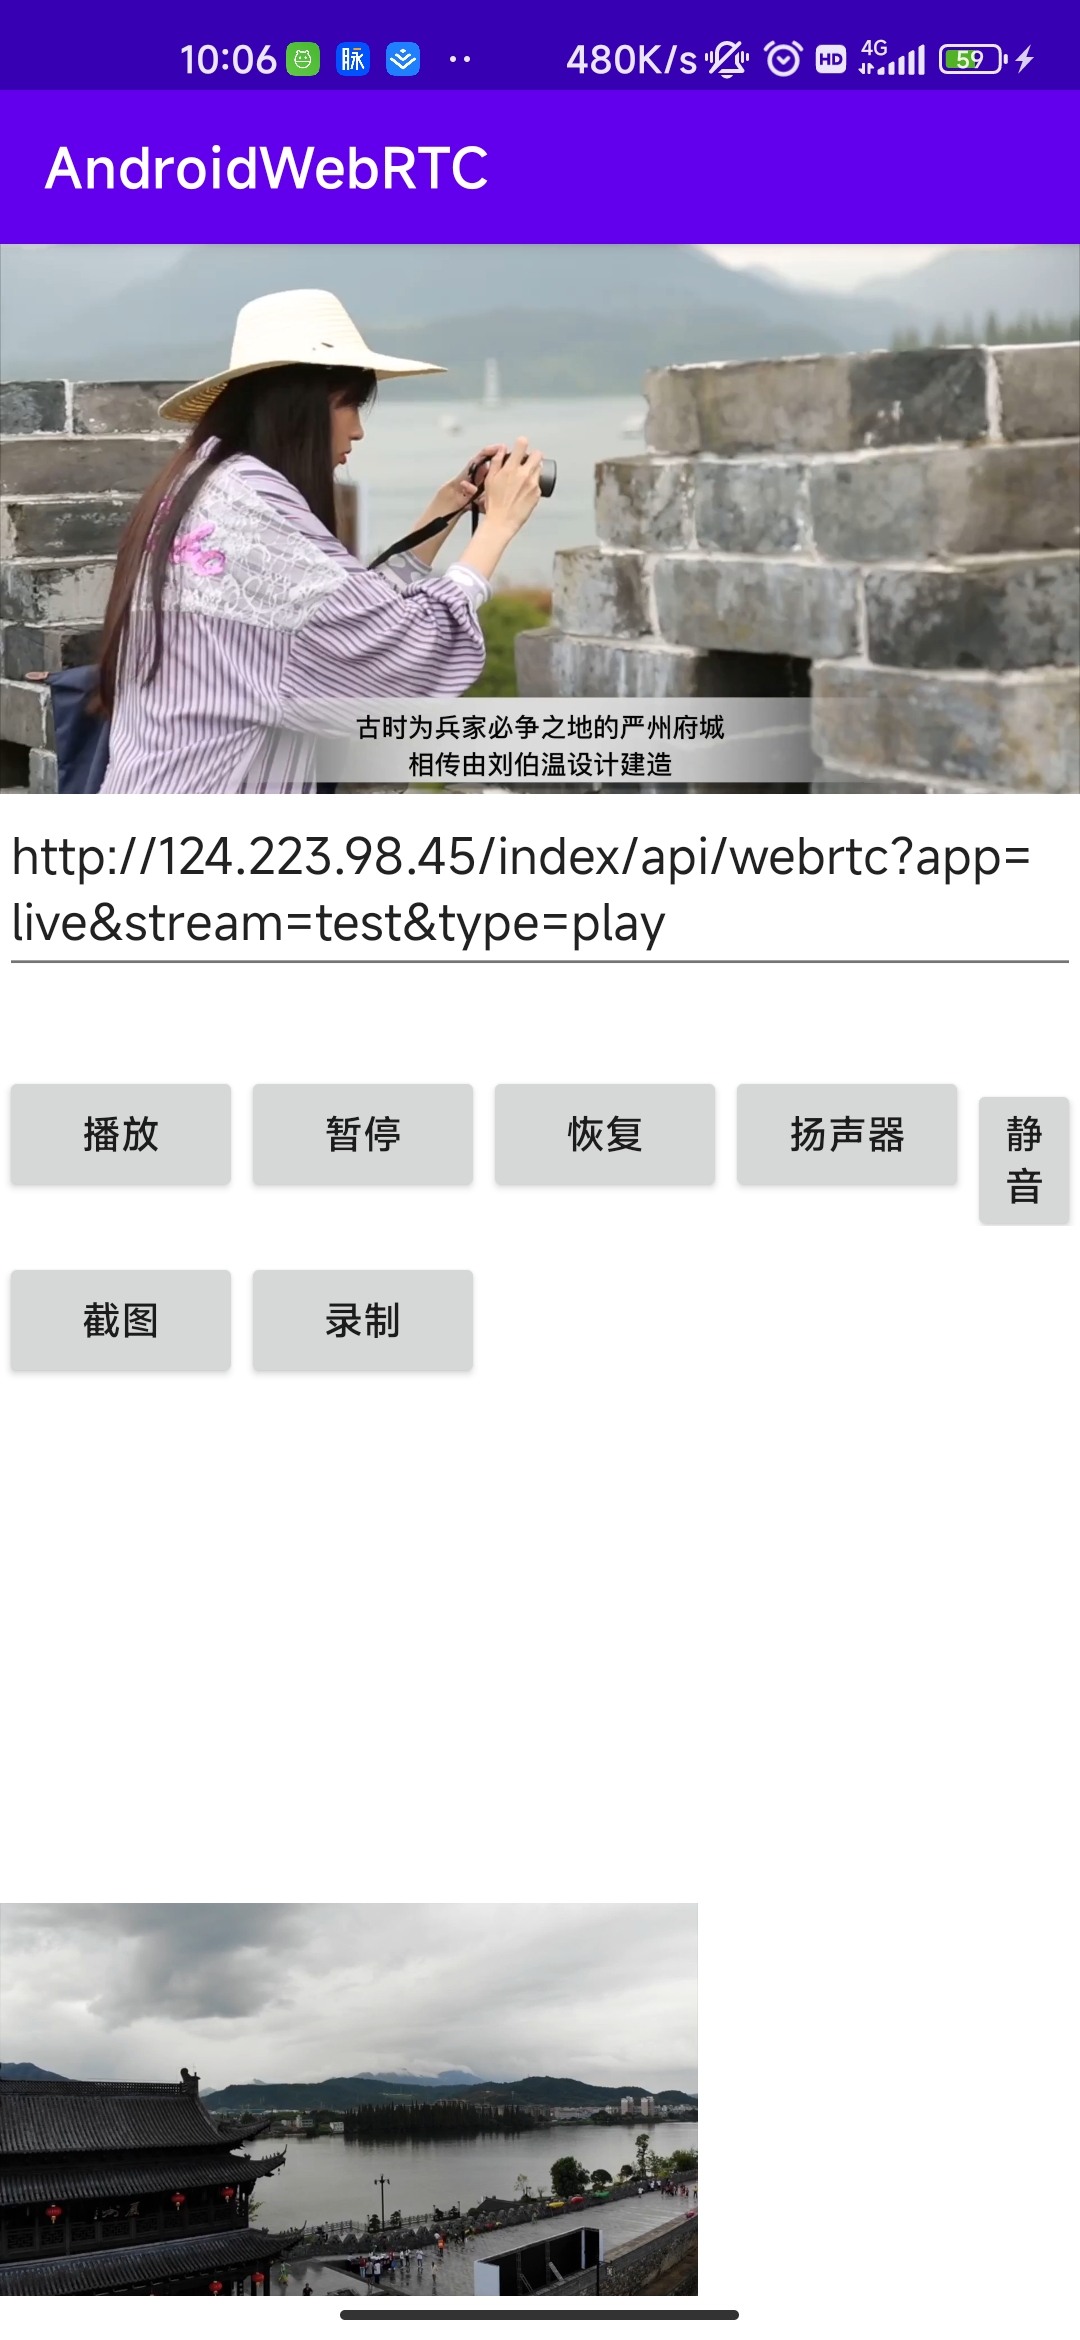 10:06 脉 480K/s HD 4G 59
AndroidWebRTC
古时为兵家必争之地的严州府城
相传由刘伯温设计建造
http://124.223.98.45/index/api/webrtc?app=
live&stream=test&type=play
播放 暂停 恢复 扬声器 静
音
截图 录制